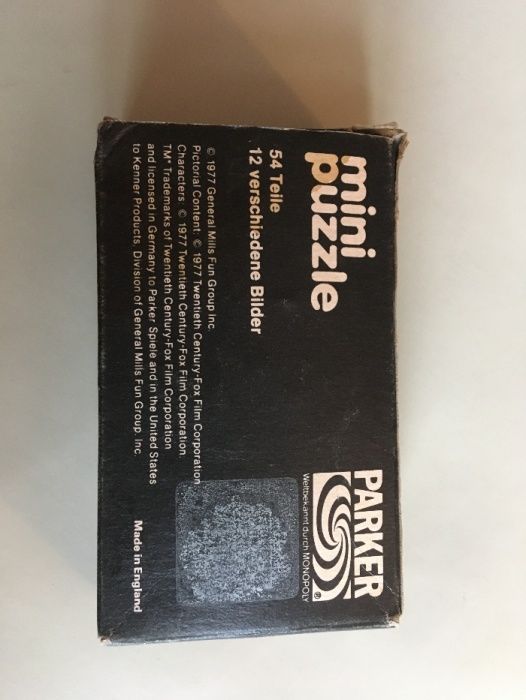 mini
puzzle
54 Teile
12 verschiedene Bilder
© 1977 General Mills Fun Group Inc.
Pictorial Content: © 1977 Twentieth Century-Fox Film Corporation
Characters: © 1977 Twentieth Century-Fox Film Corporation.
TM* Trademarks of Twentieth Century-Fox Film Corporation
and licensed in Germany to Parker Spiele and in the United States
to Kenner Products, Division of General Mills Fun Group, Inc.
PARKER
®
Weltbekannt durch MONOPOLY
Made in England